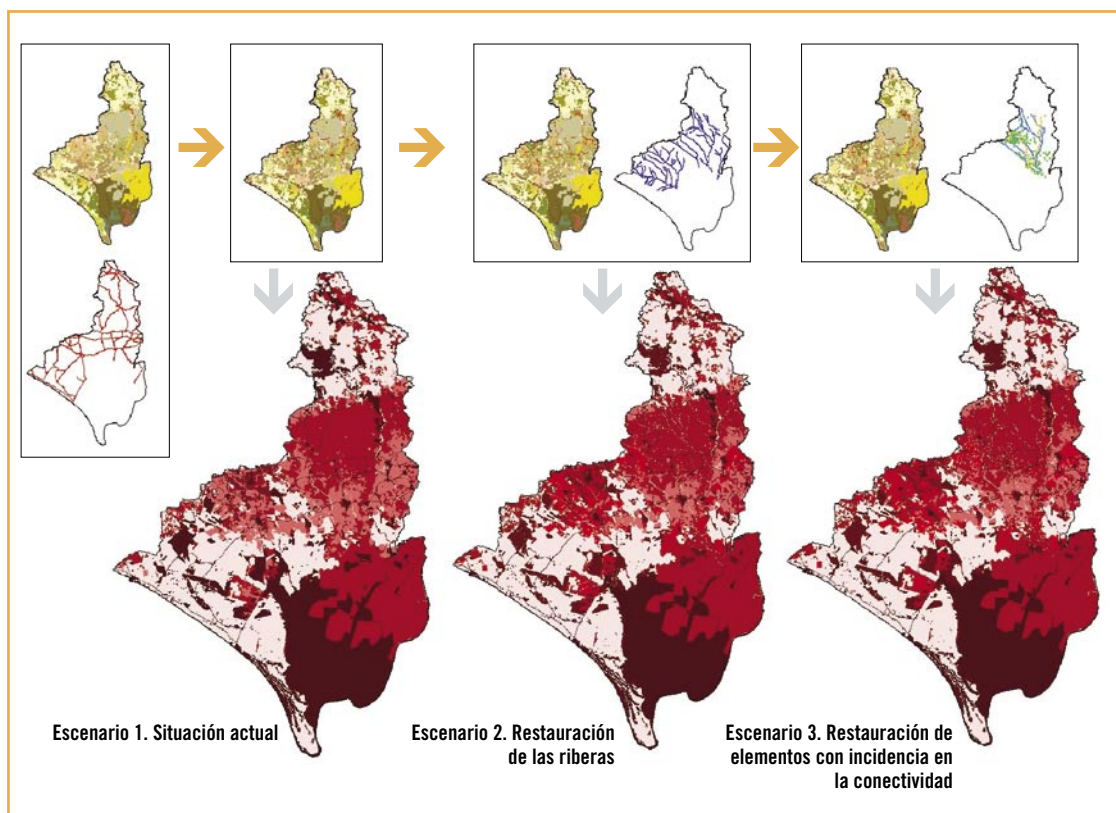 Escenario 1. Situación actual
Escenario 2. Restauración
de las riberas
Escenario 3. Restauración de
elementos con incidencia en
la conectividad